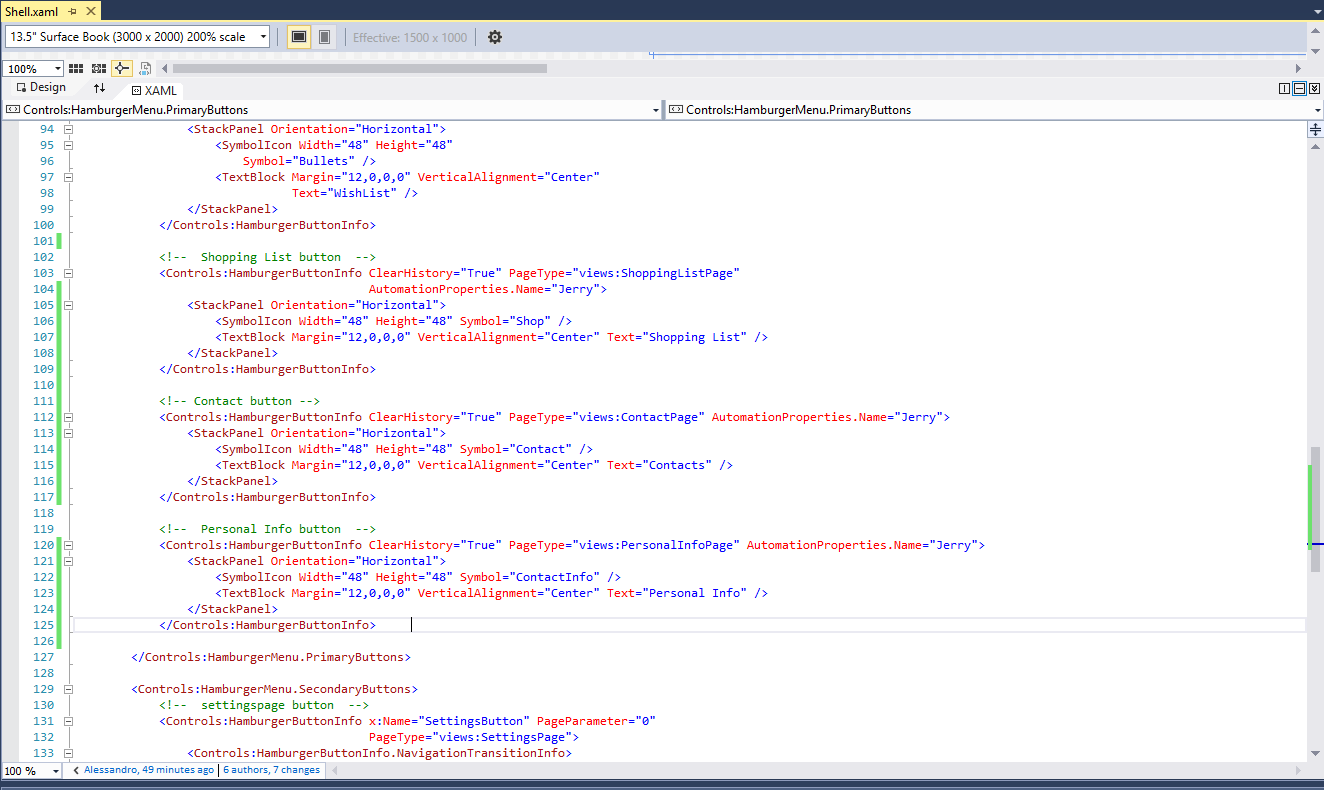 Shell.xaml
13.5" Surface Book (3000 x 2000) 200% scale
Effective: 1500 x 1000
100%
Design
XAML
Controls:HamburgerMenu.PrimaryButtons
Controls:HamburgerMenu.PrimaryButtons
94 <StackPanel Orientation="Horizontal">
95 <SymbolIcon Width="48" Height="48"
96 Symbol="Bullets" />
97 <TextBlock Margin="12,0,0,0" VerticalAlignment="Center"
98 Text="WishList" />
99 </StackPanel>
100 </Controls:HamburgerButtonInfo>
101
102 <!--  Shopping List button  -->
103 <Controls:HamburgerButtonInfo ClearHistory="True" PageType="views:ShoppingListPage"
104 AutomationProperties.Name="Jerry">
105 <StackPanel Orientation="Horizontal">
106 <SymbolIcon Width="48" Height="48" Symbol="Shop" />
107 <TextBlock Margin="12,0,0,0" VerticalAlignment="Center" Text="Shopping List" />
108 </StackPanel>
109 </Controls:HamburgerButtonInfo>
110
111 <!-- Contact button -->
112 <Controls:HamburgerButtonInfo ClearHistory="True" PageType="views:ContactPage" AutomationProperties.Name="Jerry">
113 <StackPanel Orientation="Horizontal">
114 <SymbolIcon Width="48" Height="48" Symbol="Contact" />
115 <TextBlock Margin="12,0,0,0" VerticalAlignment="Center" Text="Contacts" />
116 </StackPanel>
117 </Controls:HamburgerButtonInfo>
118
119 <!--  Personal Info button  -->
120 <Controls:HamburgerButtonInfo ClearHistory="True" PageType="views:PersonalInfoPage" AutomationProperties.Name="Jerry">
121 <StackPanel Orientation="Horizontal">
122 <SymbolIcon Width="48" Height="48" Symbol="ContactInfo" />
123 <TextBlock Margin="12,0,0,0" VerticalAlignment="Center" Text="Personal Info" />
124 </StackPanel>
125 </Controls:HamburgerButtonInfo>
126
127 </Controls:HamburgerMenu.PrimaryButtons>
128
129 <Controls:HamburgerMenu.SecondaryButtons>
130 <!--  settingspage button  -->
131 <Controls:HamburgerButtonInfo x:Name="SettingsButton" PageParameter="0"
132 PageType="views:SettingsPage">
133 <Controls:HamburgerButtonInfo.NavigationTransitionInfo>
100 %
Alessandro, 49 minutes ago | 6 authors, 7 changes